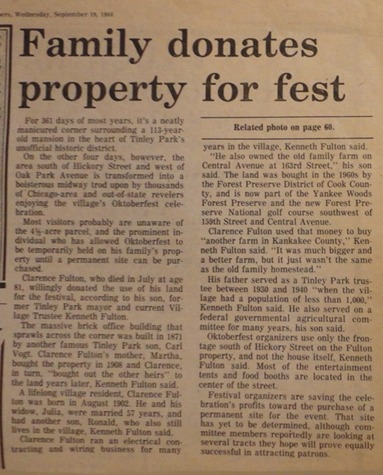 ers, Wednesday, September 19, 1984
Family donates
property for fest
For 361 days of most years, it's a neatly
manicured corner surrounding a 113-year-
old mansion in the heart of Tinley Park's
unofficial historic district.
On the other four days, however, the
area south of Hickory Street and west of
Oak Park Avenue is transformed into a
boisterous midway trod upon by thousands
of Chicago-area and out-of-state revelers
enjoying the village's Oktoberfest cele-
bration.
Most visitors probably are unaware of
the 4½-acre parcel, and the prominent in-
dividual who has allowed Oktoberfest to
be temporarily held on his family's prop-
erty until a permanent site can be pur-
chased.
Clarence Fulton, who died in July at age
81, willingly donated the use of his land
for the festival, according to his son, for-
mer Tinley Park mayor and current Vil-
lage Trustee Kenneth Fulton.
The massive brick office building that
sprawls across the corner was built in 1871
by another famous Tinley Park son, Carl
Vogt. Clarence Fulton's mother, Martha,
bought the property in 1908 and Clarence,
in turn, "bought out the other heirs" to
the land years later, Kenneth Fulton said.
A lifelong village resident, Clarence Ful-
ton was born in August 1902. He and his
widow, Julia, were married 57 years, and
had another son, Ronald, who also still
lives in the village, Kenneth Fulton said.
Clarence Fultun ran an electrical con-
tracting and wiring business for many
Related photo on page 60.
years in the village, Kenneth Fulton said.
"He also owned the old family farm on
Central Avenue at 163rd Street," his son
said. The land was bought in the 1960s by
the Forest Preserve District of Cook Coun-
ty, and is now part of the Yankee Woods
Forest Preserve and the new Forest Pre-
serve National golf course southwest of
159th Street and Central Avenue.
Clarence Fulton used that money to buy
"another farm in Kankakee County," Ken-
neth Fulton said. "It was much bigger and
a better farm, but it just wasn't the same
as the old family homestead."
His father served as a Tinley Park trus-
tee between 1930 and 1940 "when the vil-
lage had a population of less than 1,000,"
Kenneth Fulton said. He also served on a
federal governmental agricultural com-
mittee for many years, his son said.
Oktoberfest organizers use only the fron-
tage south of Hickory Street on the Fulton
property, and not the house itself, Kenneth
Fulton said. Most of the entertainment
tents and food booths are located in the
center of the street.
Festival organizers are saving the cele-
bration's profits toward the purchase of a
permanent site for the event. That site
has yet to be determined, although com-
mittee members reportedly are looking at
several tracts they hope will prove equally
successful in attracting patrons.